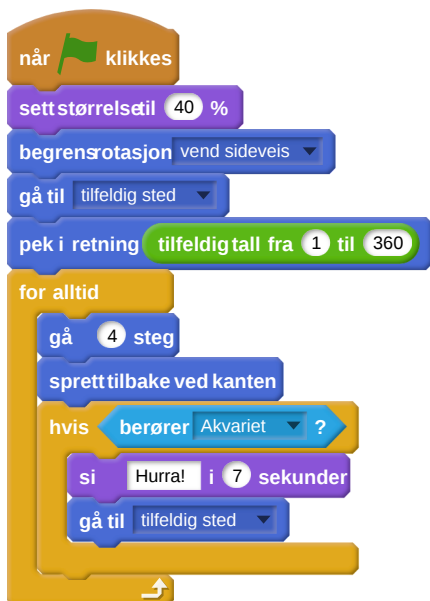 når klikkes
sett størrelse til 40 %
begrens rotasjon vend sideveis
gå til tilfeldig sted
pek i retning tilfeldig tall fra 1 til 360
for alltid
gå 4 steg
sprett tilbake ved kanten
hvis berører Akvariet ?
si Hurra! i 7 sekunder
gå til tilfeldig sted